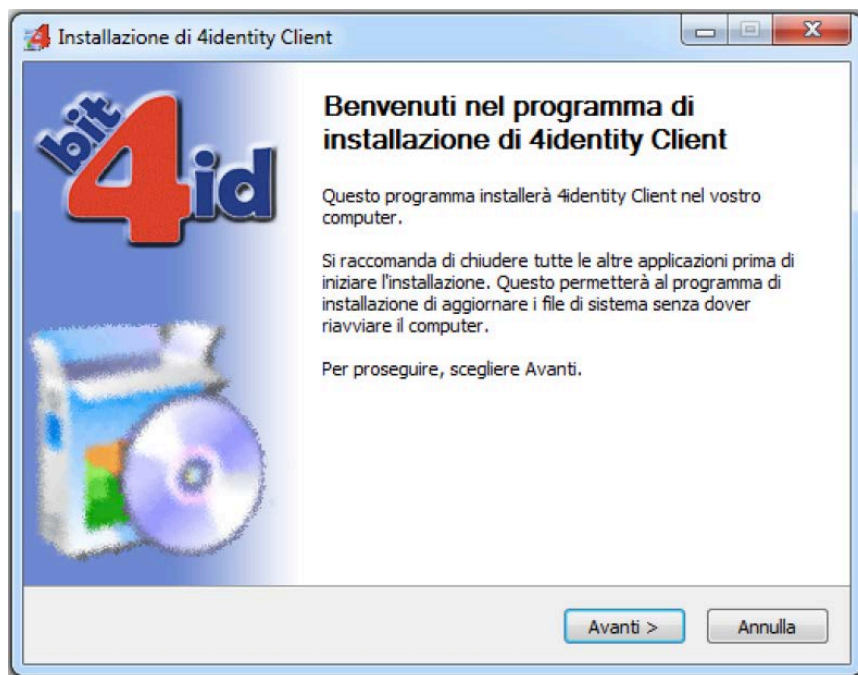 Installazione di 4identity Client
bit
4id
Benvenuti nel programma di
installazione di 4identity Client
Questo programma installerà 4identity Client nel vostro
computer.
Si raccomanda di chiudere tutte le altre applicazioni prima di
iniziare l'installazione. Questo permetterà al programma di
installazione di aggiornare i file di sistema senza dover
riavviare il computer.
Per proseguire, scegliere Avanti.
Avanti >
Annulla